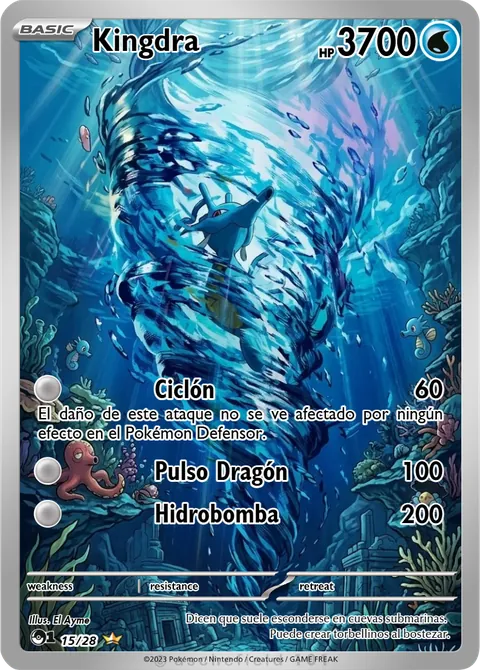 BASIC Kingdra HP 3700
Ciclón 60
El daño de este ataque no se ve afectado por ningún
efecto en el Pokémon Defensor.
Pulso Dragón 100
Hidrobomba 200
weakness resistance retreat
Illus. El Ayme
Dicen que suele esconderse en cuevas submarinas.
Puede crear torbellinos al bostezar.
1 15/28
©2023 Pokémon / Nintendo / Creatures / GAME FREAK